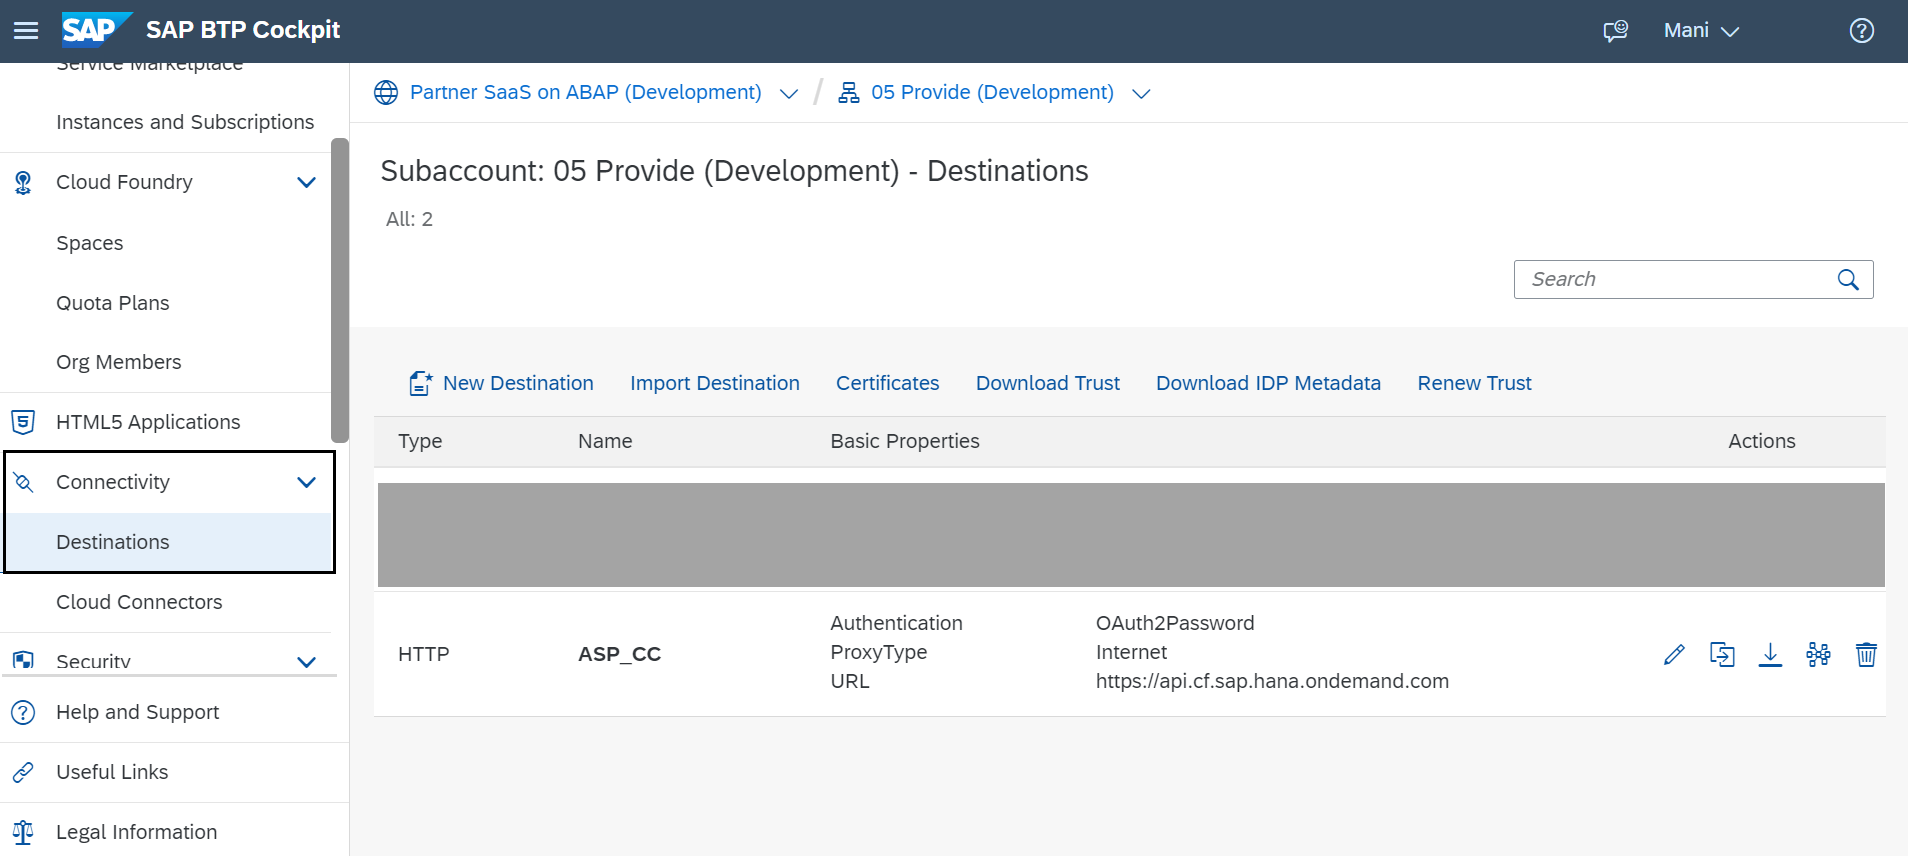 SAP SAP BTP Cockpit
Mani
Service Marketplace
Instances and Subscriptions
Cloud Foundry
Spaces
Quota Plans
Org Members
HTML5 Applications
Connectivity
Destinations
Cloud Connectors
Security
Help and Support
Useful Links
Legal Information
Partner SaaS on ABAP (Development) / 05 Provide (Development)
Subaccount: 05 Provide (Development) - Destinations
All: 2
Search
New Destination Import Destination Certificates Download Trust Download IDP Metadata Renew Trust
Type Name Basic Properties Actions
HTTP ASP_CC
Authentication OAuth2Password
ProxyType Internet
URL https://api.cf.sap.hana.ondemand.com